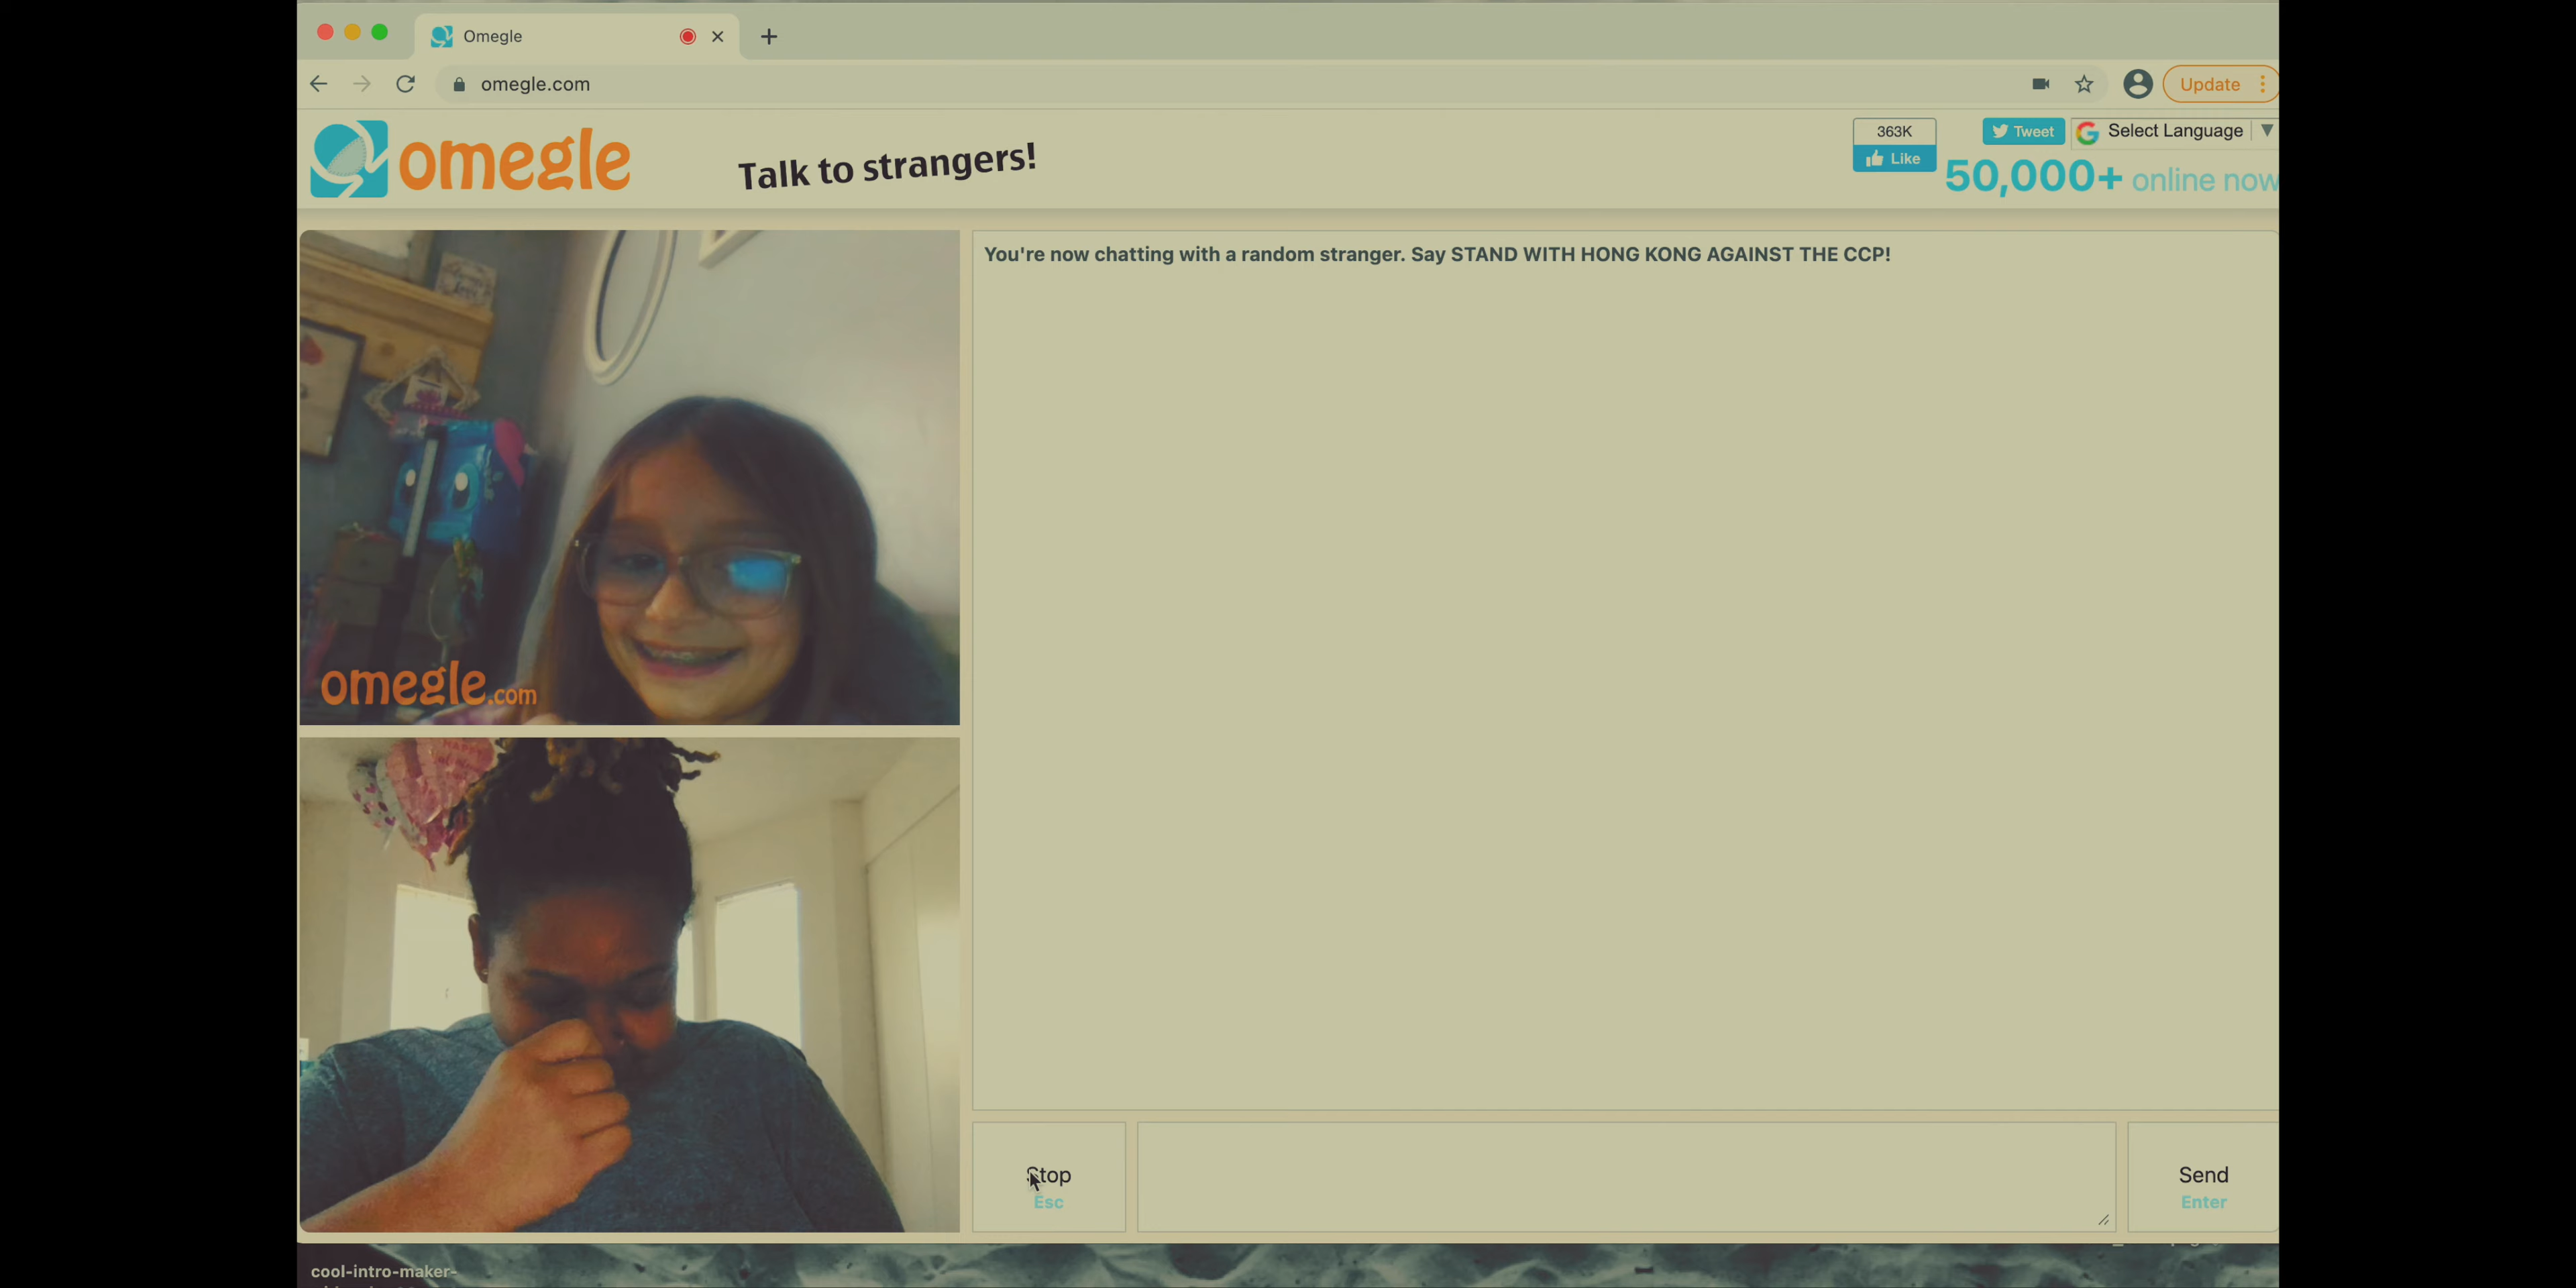 Omegle
omegle.com
Update
omegle
Talk to strangers!
363K
Like
Tweet
Select Language
50,000+ online now
You're now chatting with a random stranger. Say STAND WITH HONG KONG AGAINST THE CCP!
omegle.com
Stop
Esc
Send
Enter
cool-intro-maker-